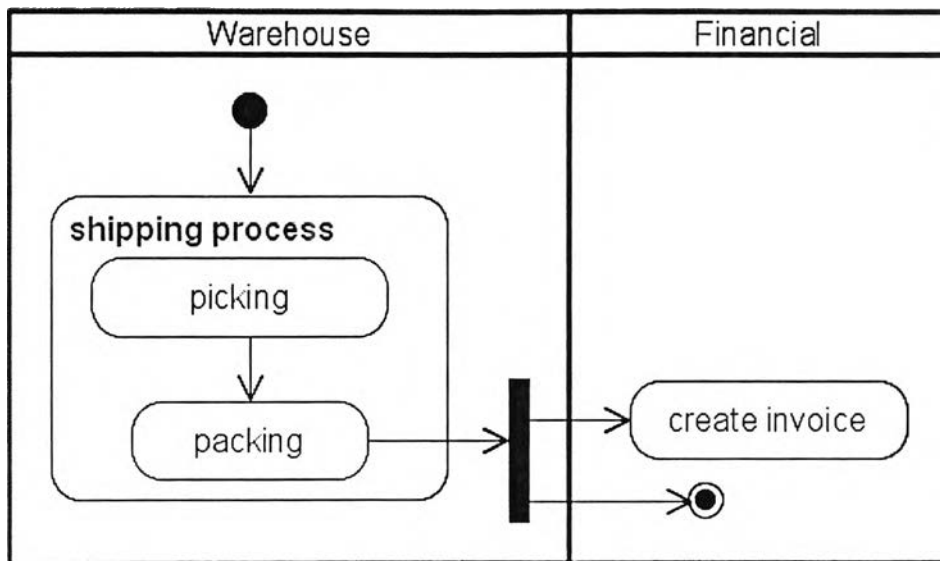 Warehouse
Financial
shipping process
picking
packing
create invoice